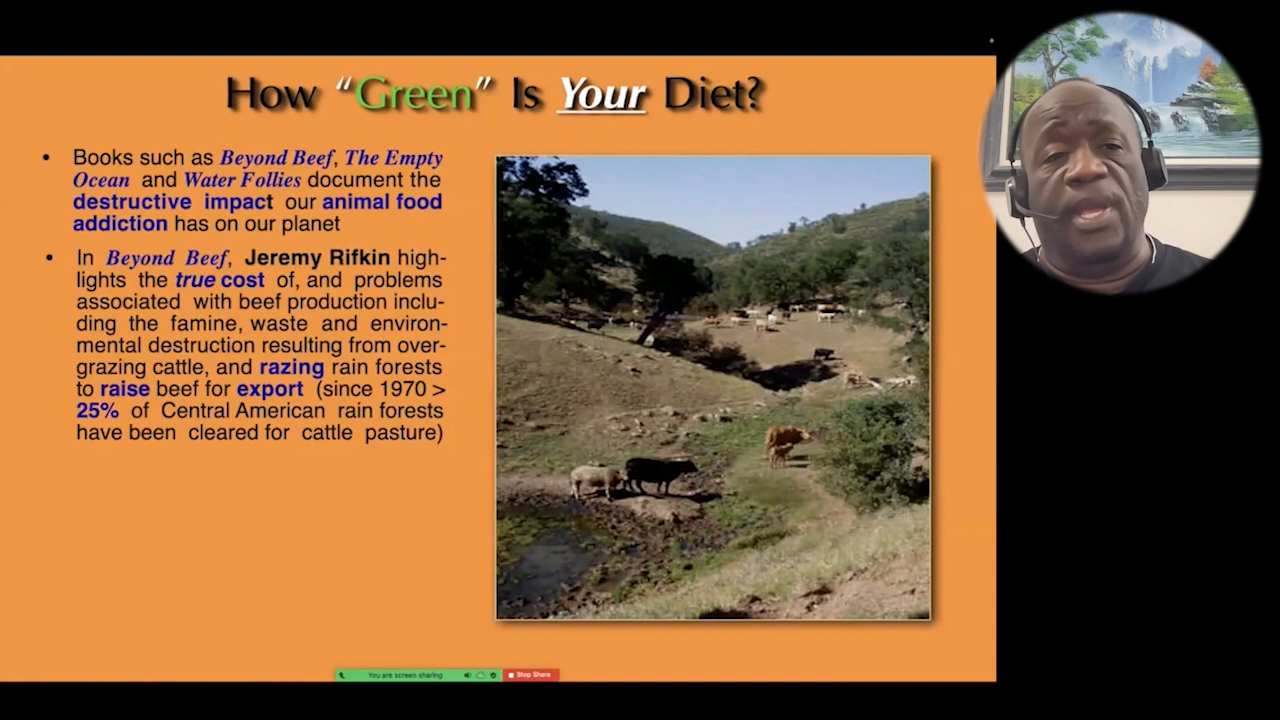 How “Green” Is Your Diet?
• Books such as Beyond Beef, The Empty
Ocean and Water Follies document the
destructive impact our animal food
addiction has on our planet
• In Beyond Beef, Jeremy Rifkin high-
lights the true cost of, and problems
associated with beef production inclu-
ding the famine, waste and environ-
mental destruction resulting from over-
grazing cattle, and razing rain forests
to raise beef for export (since 1970 >
25% of Central American rain forests
have been cleared for cattle pasture)
You are screen sharing
Stop Share